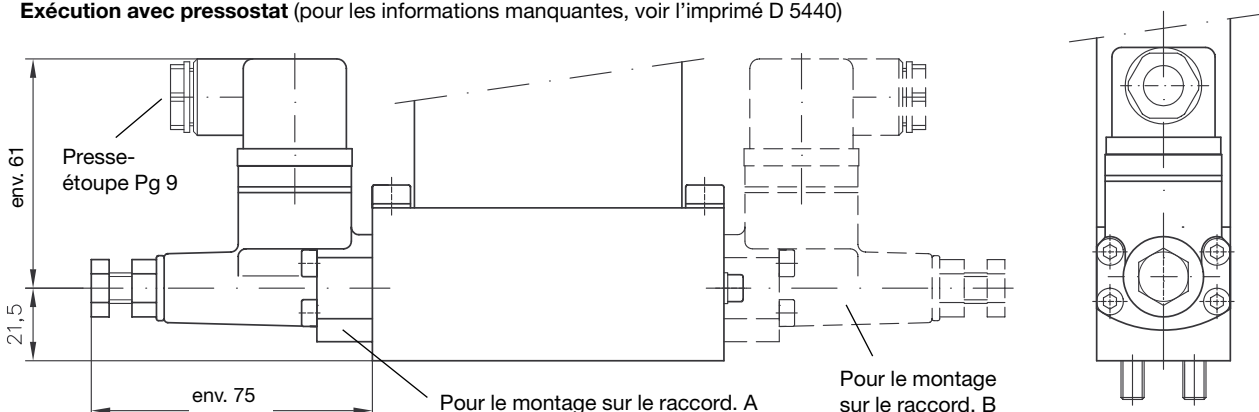 Exécution avec pressostat (pour les informations manquantes, voir l'imprimé D 5440)
env. 61
Presse-
étoupe Pg 9
21,5
env. 75
Pour le montage sur le raccord. A
Pour le montage
sur le raccord. B